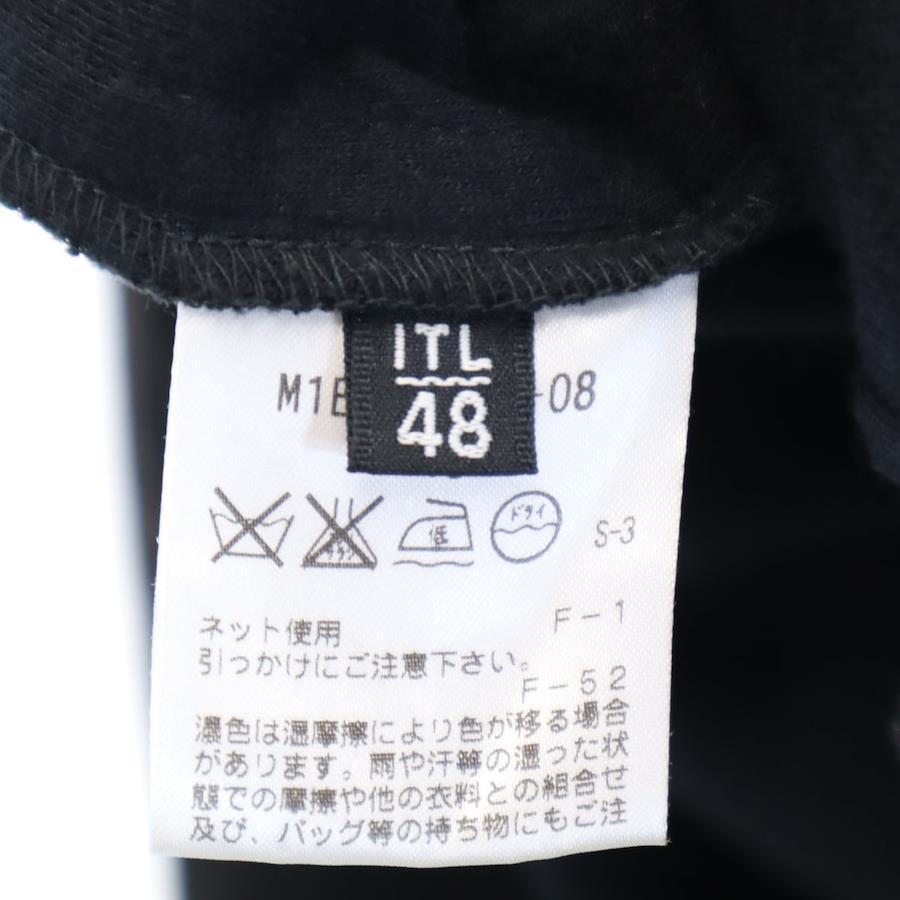 ITL
48
M1B
-08
エンソ
低
ドライ
S-3
F-1
ネット使用
引っかけにご注意下さい。
F-52
濃色は湿摩擦により色が移る場合
があります。雨や汗等の湿った状
態での摩擦や他の衣料との組合せ
及び、バッグ等の持ち物にもご注